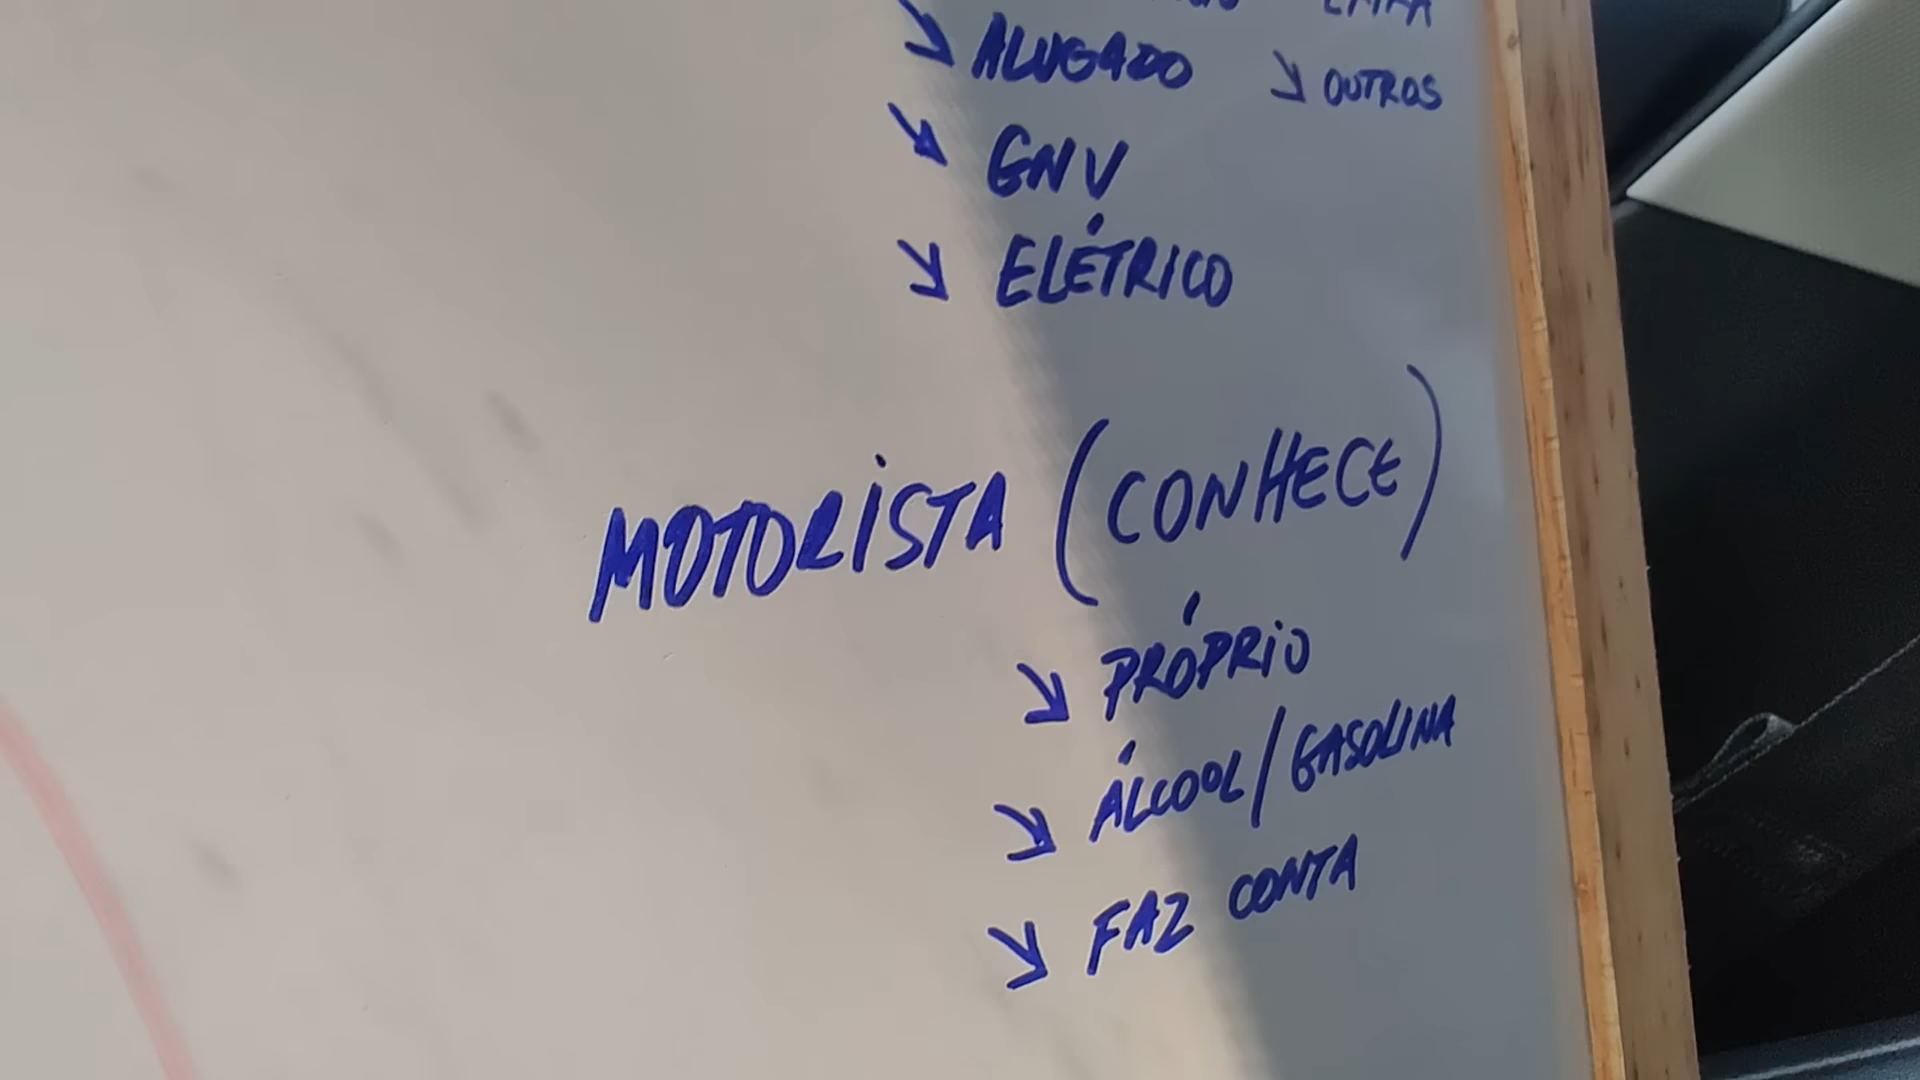 ↘ ALUGADO ↘ OUTROS
↘ GNV
↘ ELÉTRICO
MOTORISTA (CONHECE)
↘ PRÓPRIO
↘ ÁLCOOL/GASOLINA
↘ FAZ CONTA